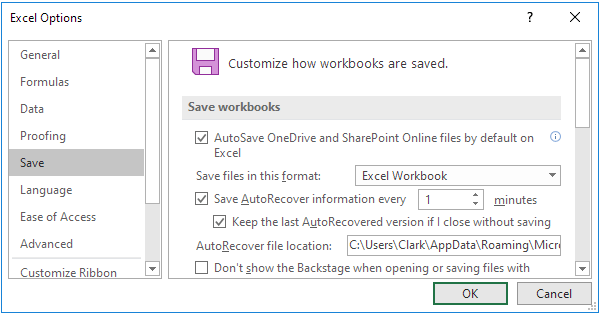 Excel Options
General
Formulas
Data
Proofing
Save
Language
Ease of Access
Advanced
Customize Ribbon
Customize how workbooks are saved.
Save workbooks
AutoSave OneDrive and SharePoint Online files by default on
Excel
Save files in this format: Excel Workbook
Save AutoRecover information every 1 minutes
Keep the last AutoRecovered version if I close without saving
AutoRecover file location: C:\Users\Clark\AppData\Roaming\Micro
Don't show the Backstage when opening or saving files with
OK Cancel